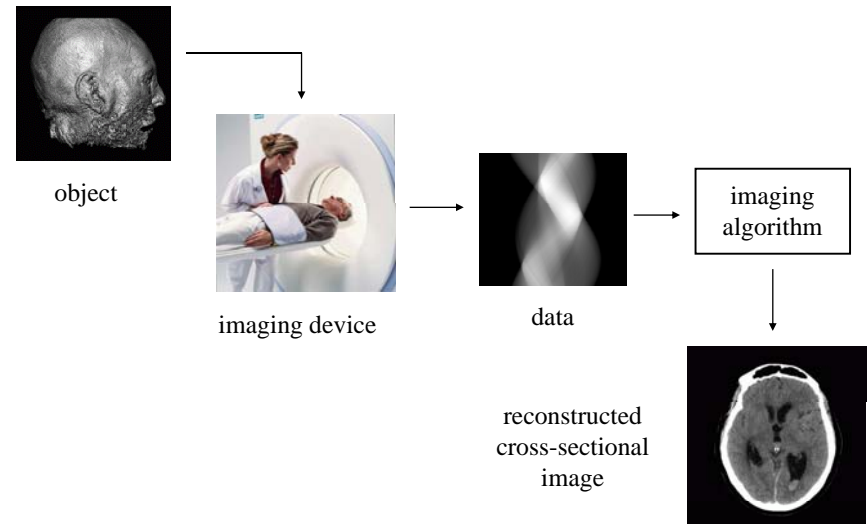 object
imaging device
data
imaging
algorithm
reconstructed
cross-sectional
image